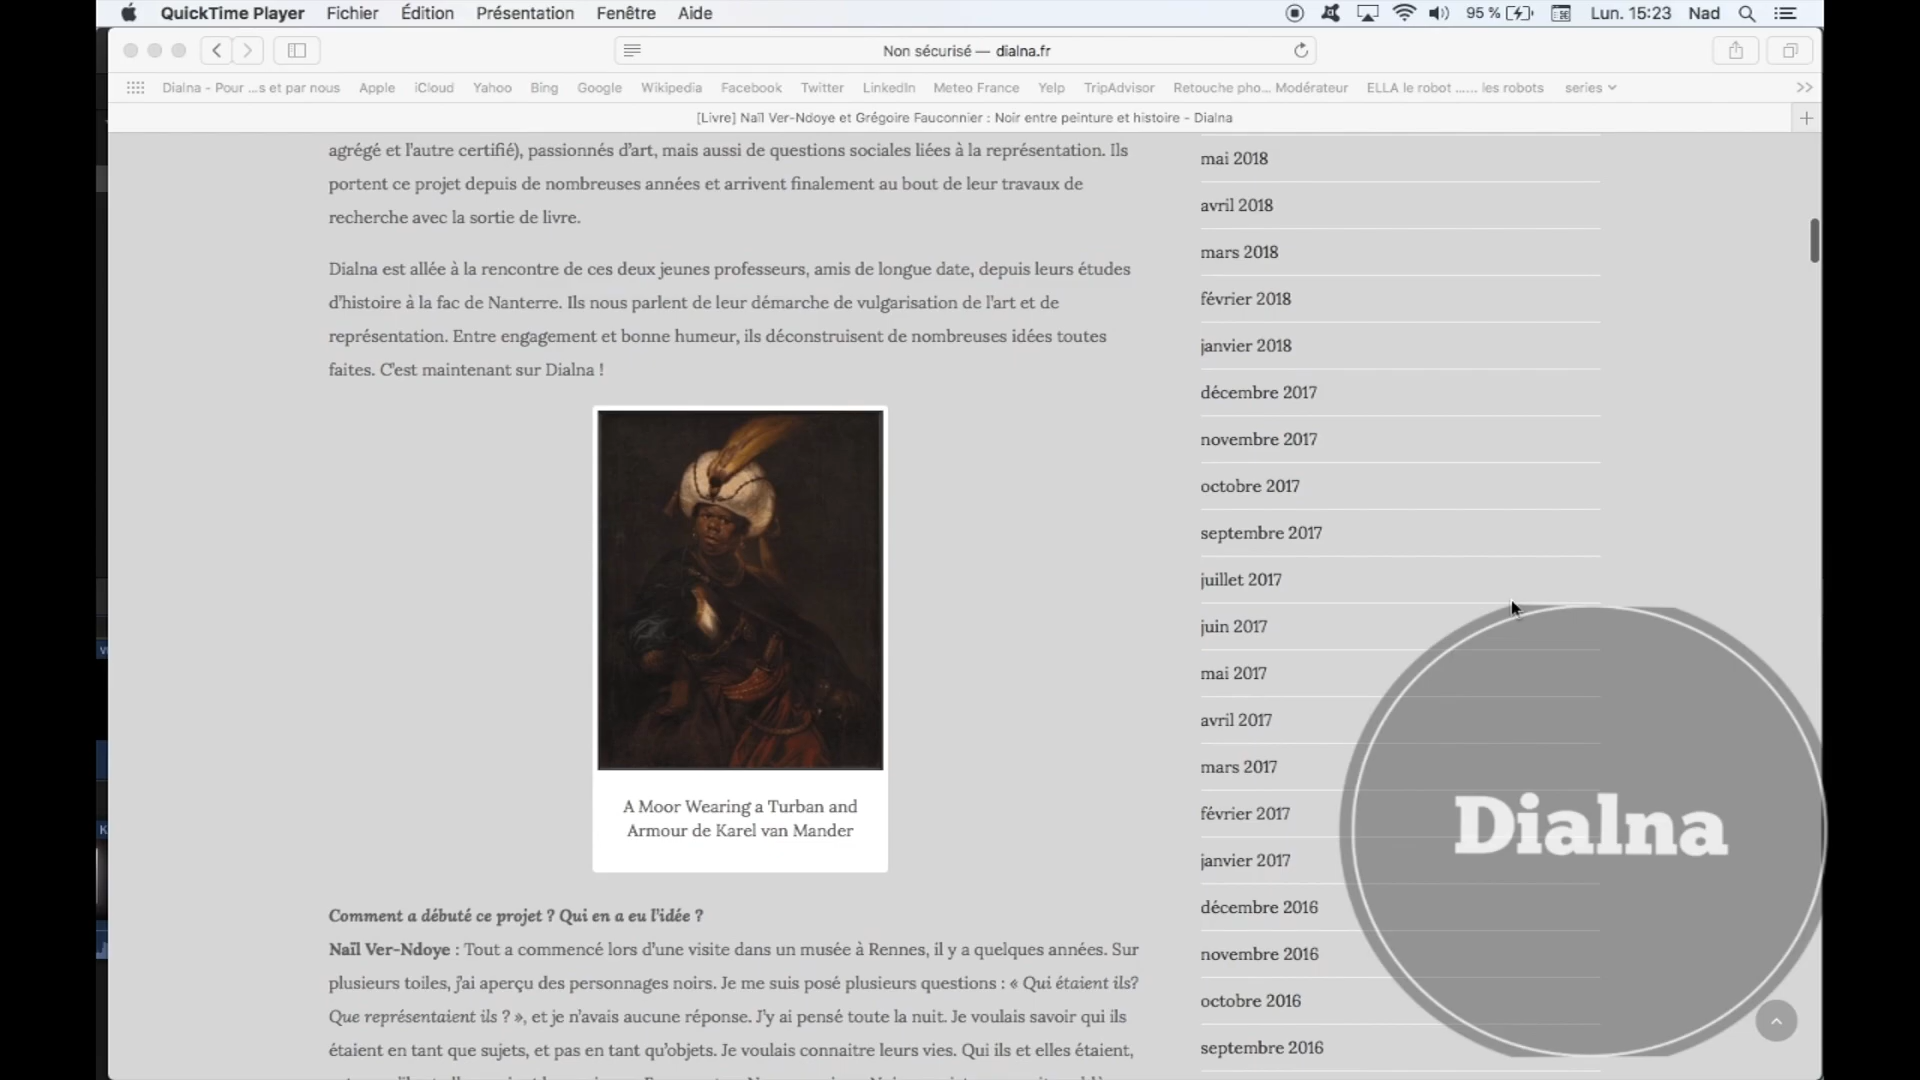 QuickTime Player Fichier Édition Présentation Fenêtre Aide 95 % Lun. 15:23 Nad
Non sécurisé — dialna.fr
Dialna - Pour ...s et par nous Apple iCloud Yahoo Bing Google Wikipedia Facebook Twitter LinkedIn Meteo France Yelp TripAdvisor Retouche pho... Modérateur ELLA le robot ...... les robots series
[Livre] Naïl Ver-Ndoye et Grégoire Fauconnier : Noir entre peinture et histoire - Dialna
agrégé et l'autre certifié), passionnés d'art, mais aussi de questions sociales liées à la représentation. Ils
portent ce projet depuis de nombreuses années et arrivent finalement au bout de leur travaux de
recherche avec la sortie de livre.
Dialna est allée à la rencontre de ces deux jeunes professeurs, amis de longue date, depuis leurs études
d'histoire à la fac de Nanterre. Ils nous parlent de leur démarche de vulgarisation de l'art et de
représentation. Entre engagement et bonne humeur, ils déconstruisent de nombreuses idées toutes
faites. C'est maintenant sur Dialna !
A Moor Wearing a Turban and
Armour de Karel van Mander
Comment a débuté ce projet ? Qui en a eu l'idée ?
Naïl Ver-Ndoye : Tout a commencé lors d'une visite dans un musée à Rennes, il y a quelques années. Sur
plusieurs toiles, j'ai aperçu des personnages noirs. Je me suis posé plusieurs questions : « Qui étaient ils?
Que représentaient ils ? », et je n'avais aucune réponse. J'y ai pensé toute la nuit. Je voulais savoir qui ils
étaient en tant que sujets, et pas en tant qu'objets. Je voulais connaitre leurs vies. Qui ils et elles étaient,
mai 2018
avril 2018
mars 2018
février 2018
janvier 2018
décembre 2017
novembre 2017
octobre 2017
septembre 2017
juillet 2017
juin 2017
mai 2017
avril 2017
mars 2017
février 2017
janvier 2017
décembre 2016
novembre 2016
octobre 2016
septembre 2016
Dialna